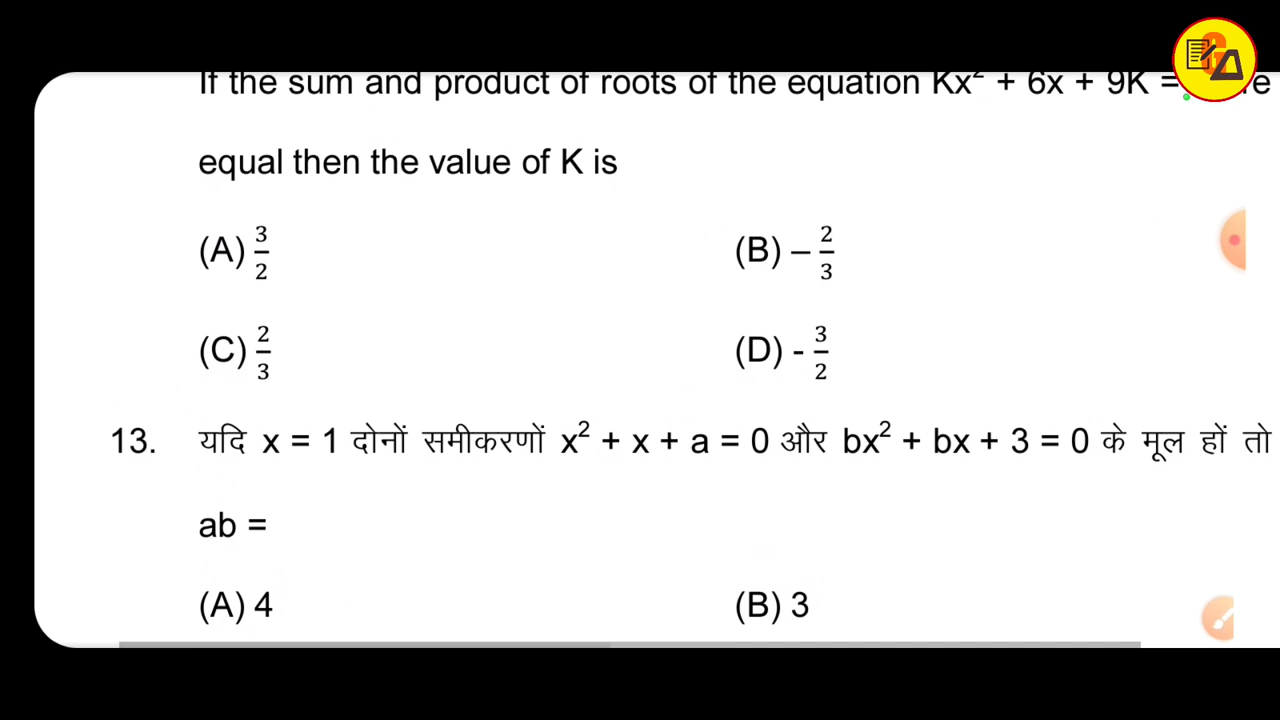 If the sum and product of roots of the equation Kx² + 6x + 9K =
equal then the value of K is
(A) 3/2 (B) – 2/3
(C) 2/3 (D) - 3/2
13. यदि x = 1 दोनों समीकरणों x² + x + a = 0 और bx² + bx + 3 = 0 के मूल हों तो
ab =
(A) 4 (B) 3